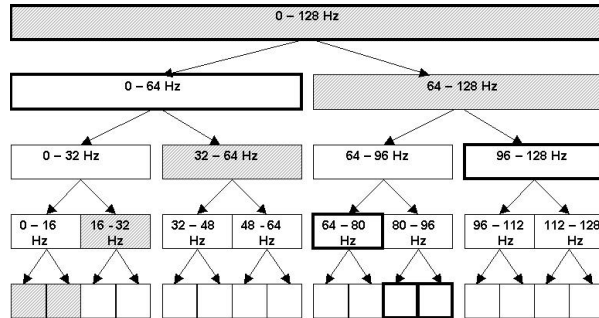 0 – 128 Hz
0 – 64 Hz
64 – 128 Hz
0 – 32 Hz
32 – 64 Hz
64 – 96 Hz
96 – 128 Hz
0 – 16
Hz
16 - 32
Hz
32 – 48
Hz
48 - 64
Hz
64 – 80
Hz
80 – 96
Hz
96 – 112
Hz
112 – 128
Hz